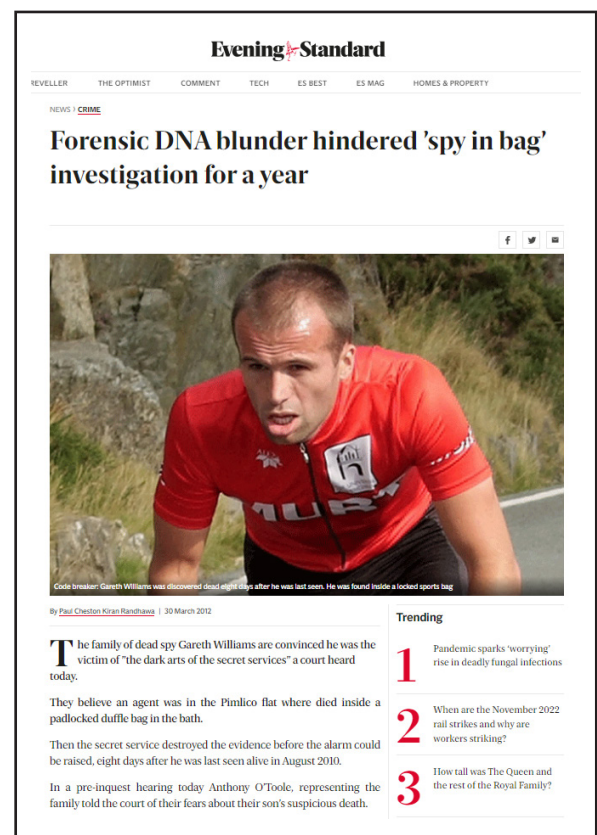 Evening Standard
REVELLER THE OPTIMIST COMMENT TECH ES BEST ES MAG HOMES & PROPERTY
NEWS | CRIME
Forensic DNA blunder hindered 'spy in bag'
investigation for a year
MURX
Code breaker: Gareth Williams was discovered dead eight days after he was last seen. He was found inside a locked sports bag
By Paul Cheston Kiran Randhawa | 30 March 2012
The family of dead spy Gareth Williams are convinced he was the
victim of "the dark arts of the secret services" a court heard
today.
They believe an agent was in the Pimlico flat where died inside a
padlocked duffle bag in the bath.
Then the secret service destroyed the evidence before the alarm could
be raised, eight days after he was last seen alive in August 2010.
In a pre-inquest hearing today Anthony O'Toole, representing the
family told the court of their fears about their son's suspicious death.
Trending
1
Pandemic sparks 'worrying'
rise in deadly fungal infections
2
When are the November 2022
rail strikes and why are
workers striking?
3
How tall was The Queen and
the rest of the Royal Family?